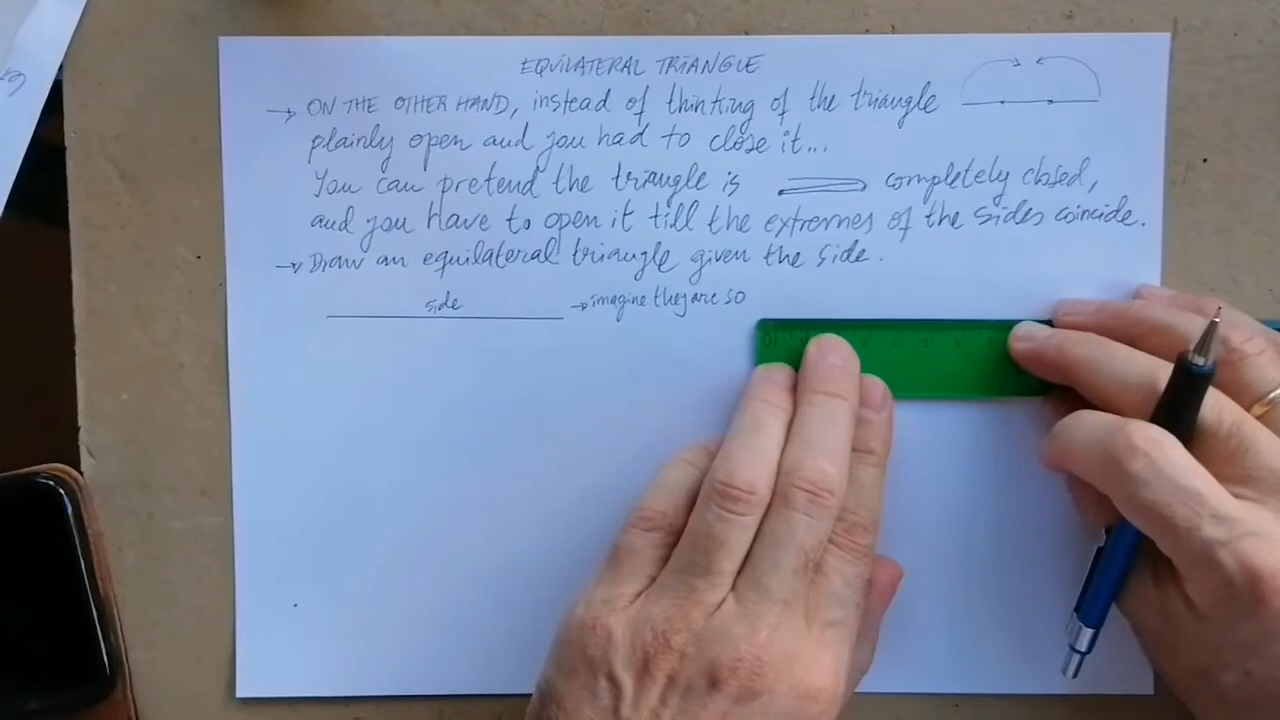 EQUILATERAL TRIANGLE
→ ON THE OTHER HAND, instead of thinking of the triangle
plainly open and you had to close it...
You can pretend the triangle is completely closed,
and you have to open it till the extremes of the sides coincide.
→ Draw an equilateral triangle given the side.
side → imagine they are so